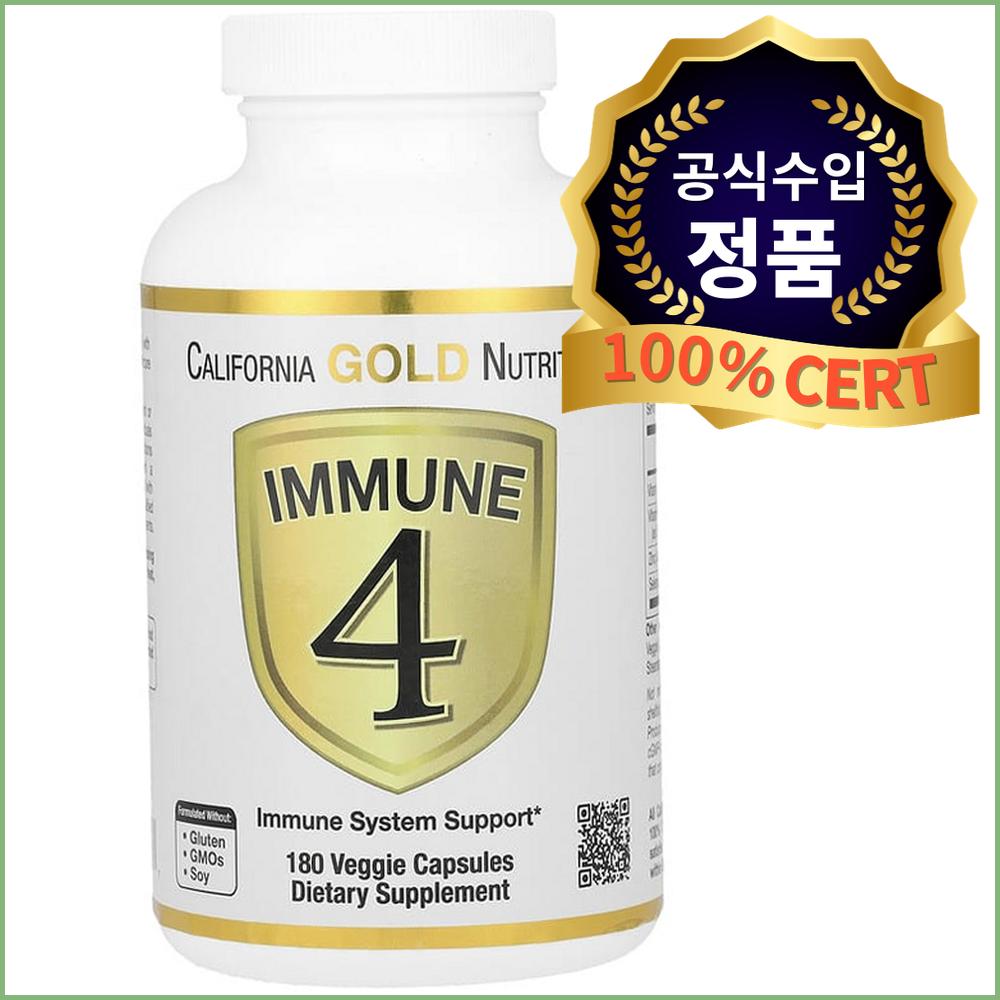 CALIFORNIA GOLD NUTRIT
IMMUNE
4
Immune System Support*
180 Veggie Capsules
Dietary Supplement
Formulated Without:
• Gluten
• GMOs
• Soy
공식수입
정품
100% CERT